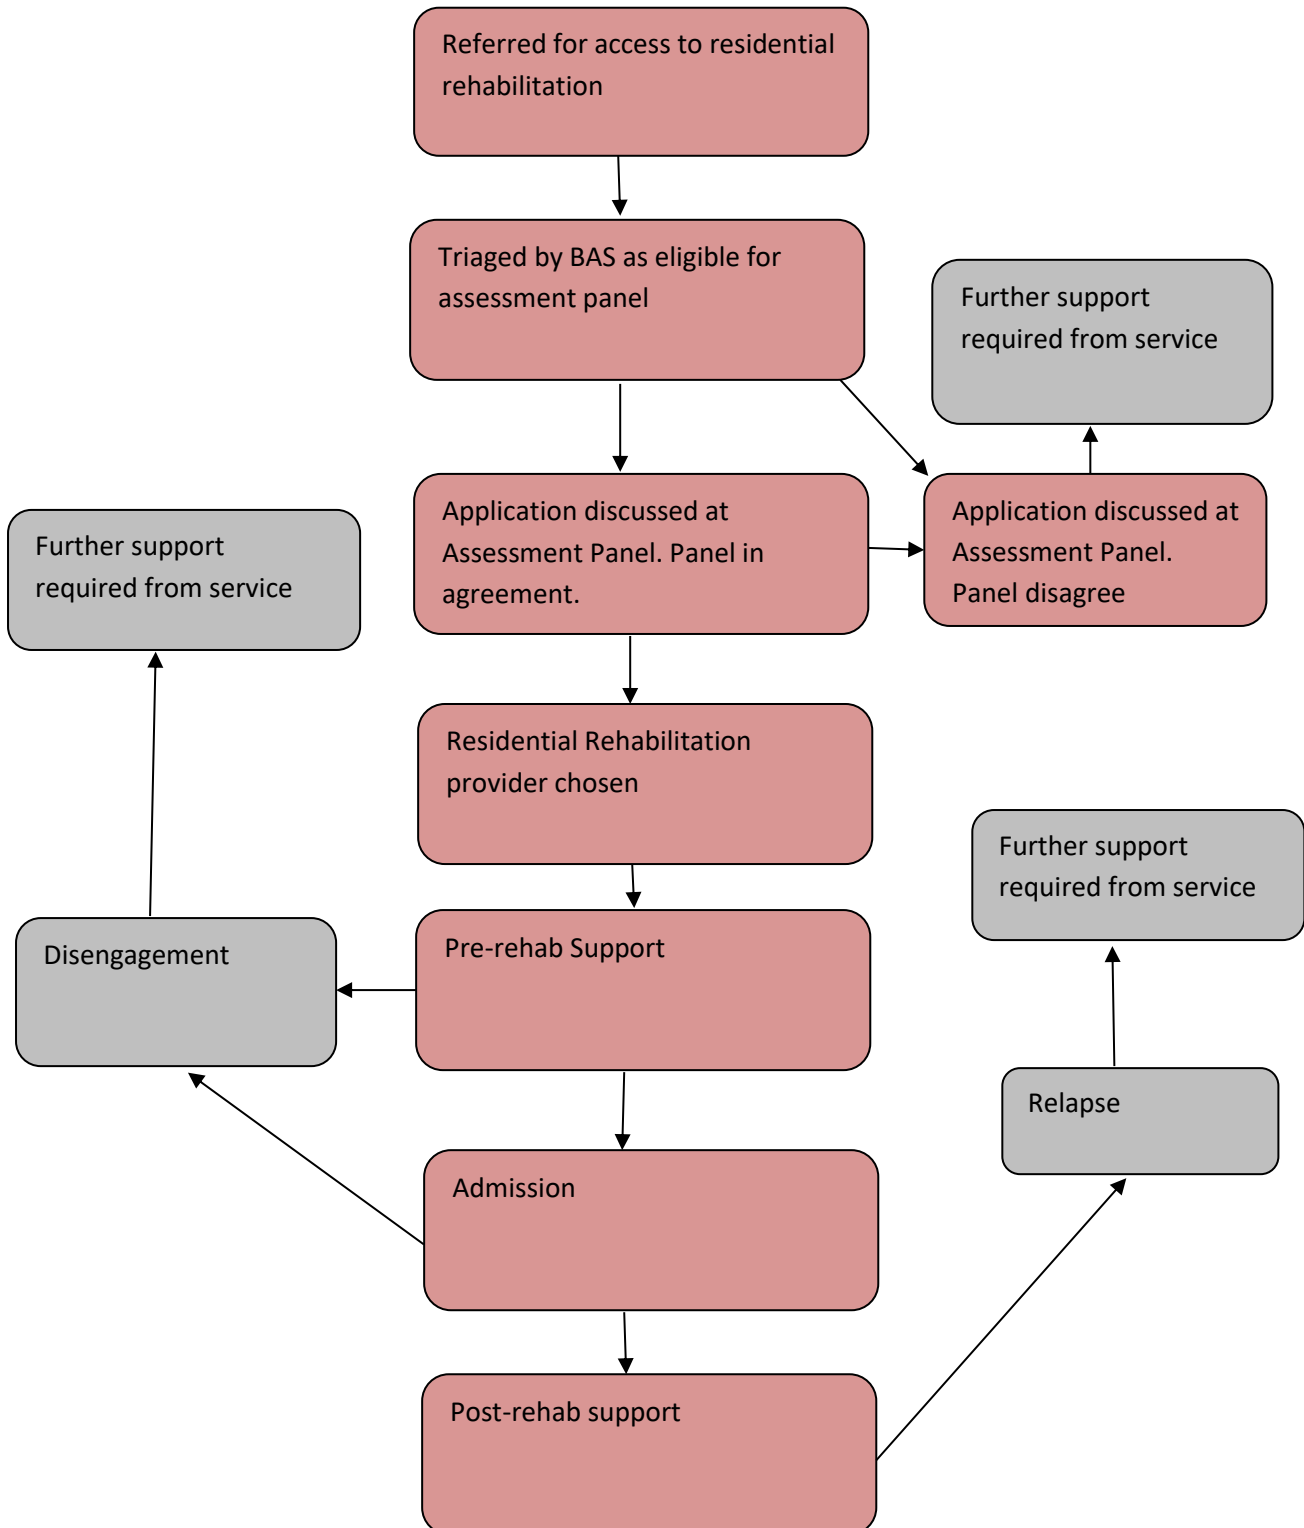 Referred for access to residential
rehabilitation
Triaged by BAS as eligible for
assessment panel
Further support
required from service
Application discussed at
Assessment Panel. Panel in
agreement.
Application discussed at
Assessment Panel.
Panel disagree
Further support
required from service
Residential Rehabilitation
provider chosen
Further support
required from service
Disengagement
Pre-rehab Support
Relapse
Admission
Post-rehab support